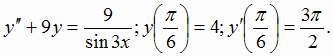 y'' + 9y = 9 / sin 3x ; y(π/6) = 4; y'(π/6) = 3π/2 .